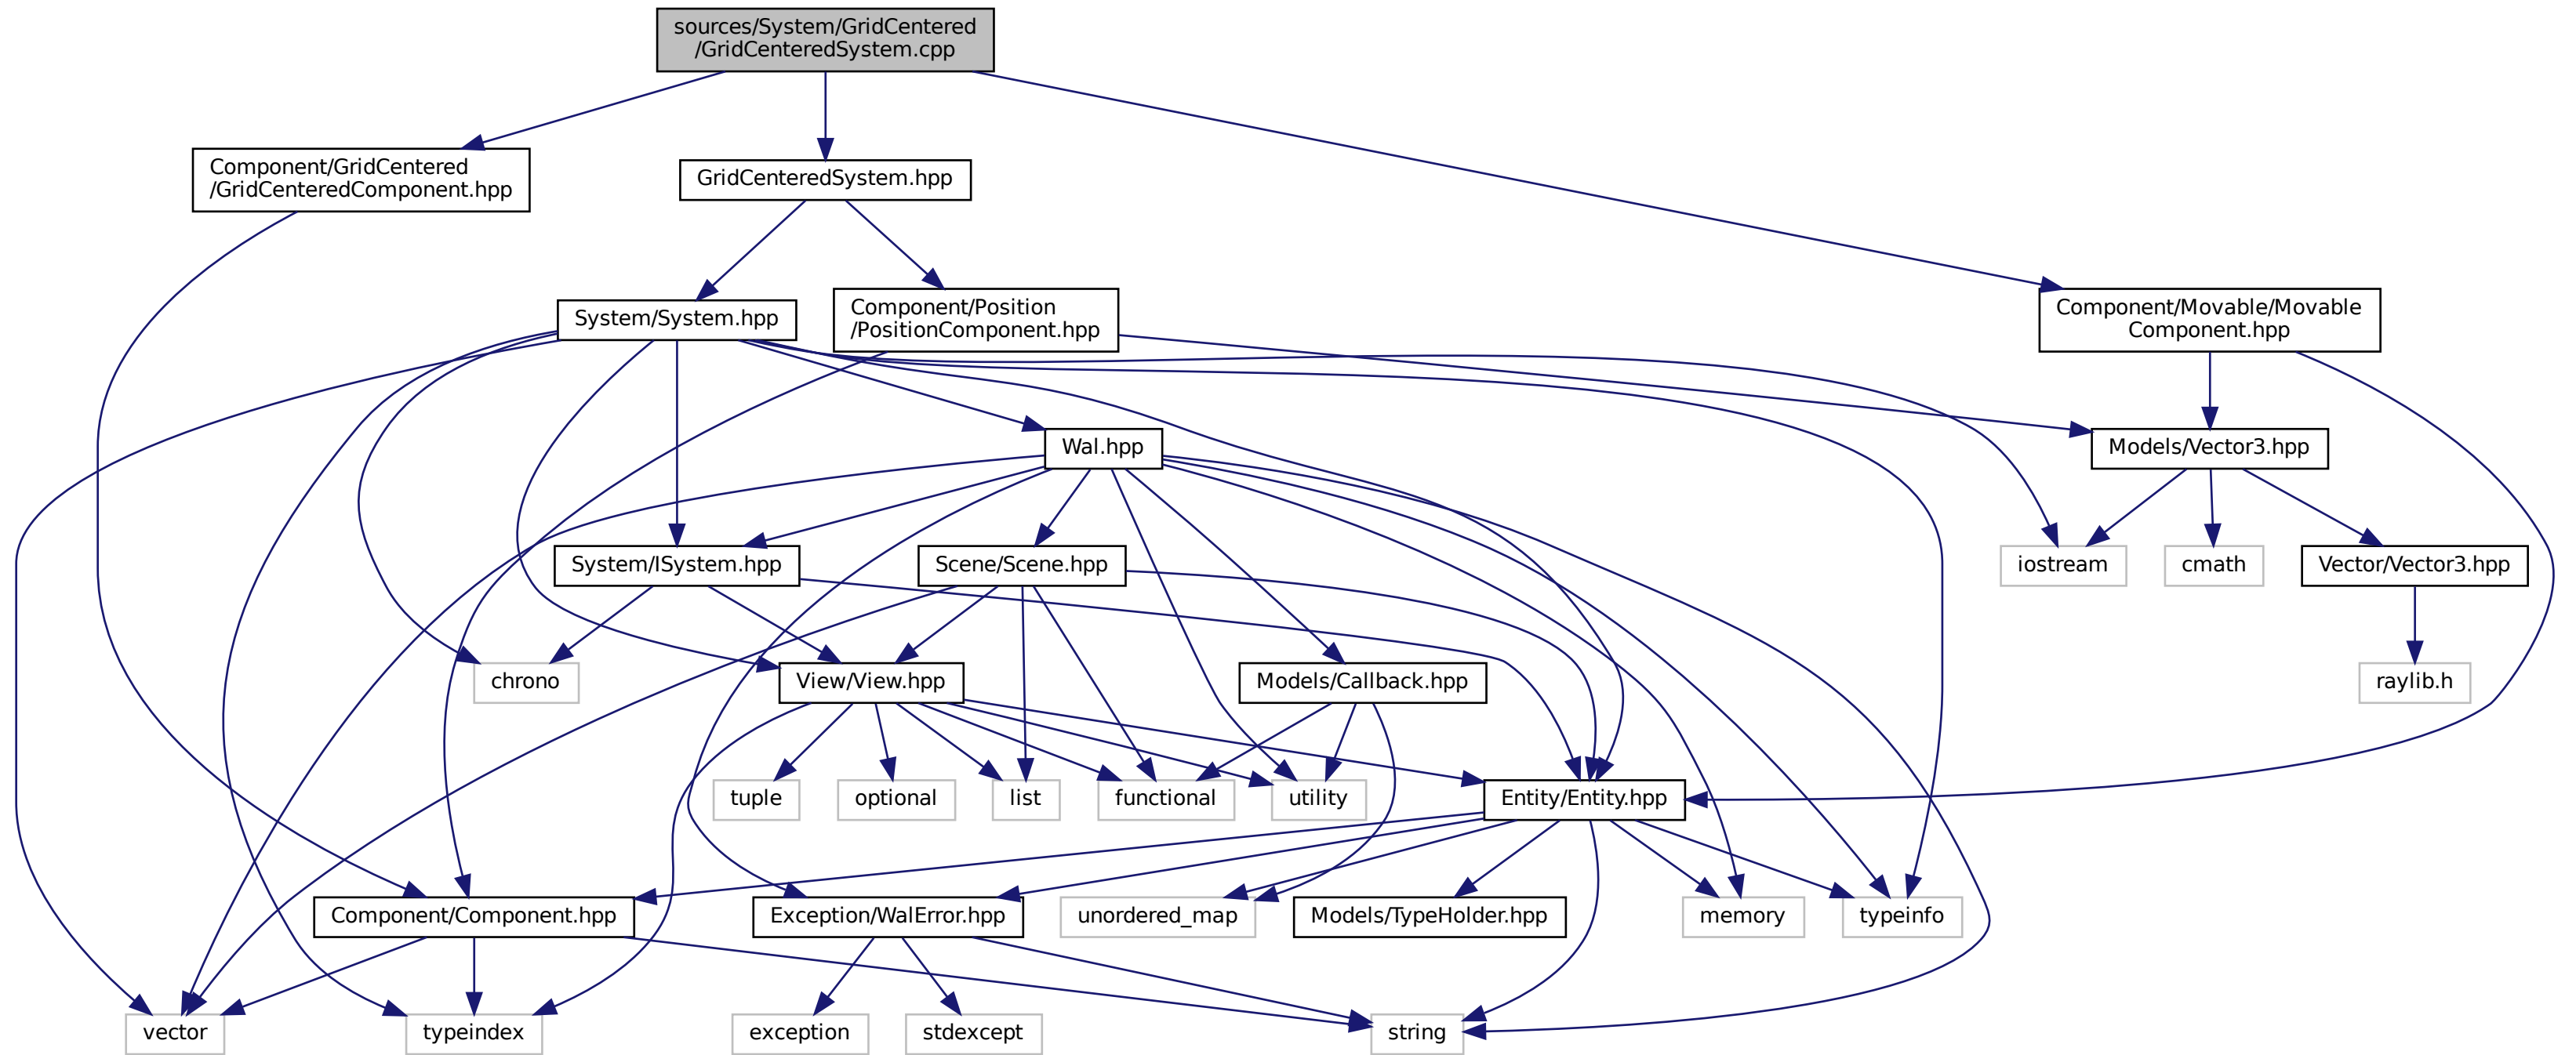 sources/System/GridCentered
/GridCenteredSystem.cpp
Component/GridCentered
/GridCenteredComponent.hpp
GridCenteredSystem.hpp
System/System.hpp
Component/Position
/PositionComponent.hpp
Component/Movable/Movable
Component.hpp
Wal.hpp
Models/Vector3.hpp
System/ISystem.hpp
Scene/Scene.hpp
iostream
cmath
Vector/Vector3.hpp
chrono
View/View.hpp
Models/Callback.hpp
raylib.h
tuple
optional
list
functional
utility
Entity/Entity.hpp
Component/Component.hpp
Exception/WalError.hpp
unordered_map
Models/TypeHolder.hpp
memory
typeinfo
vector
typeindex
exception
stdexcept
string